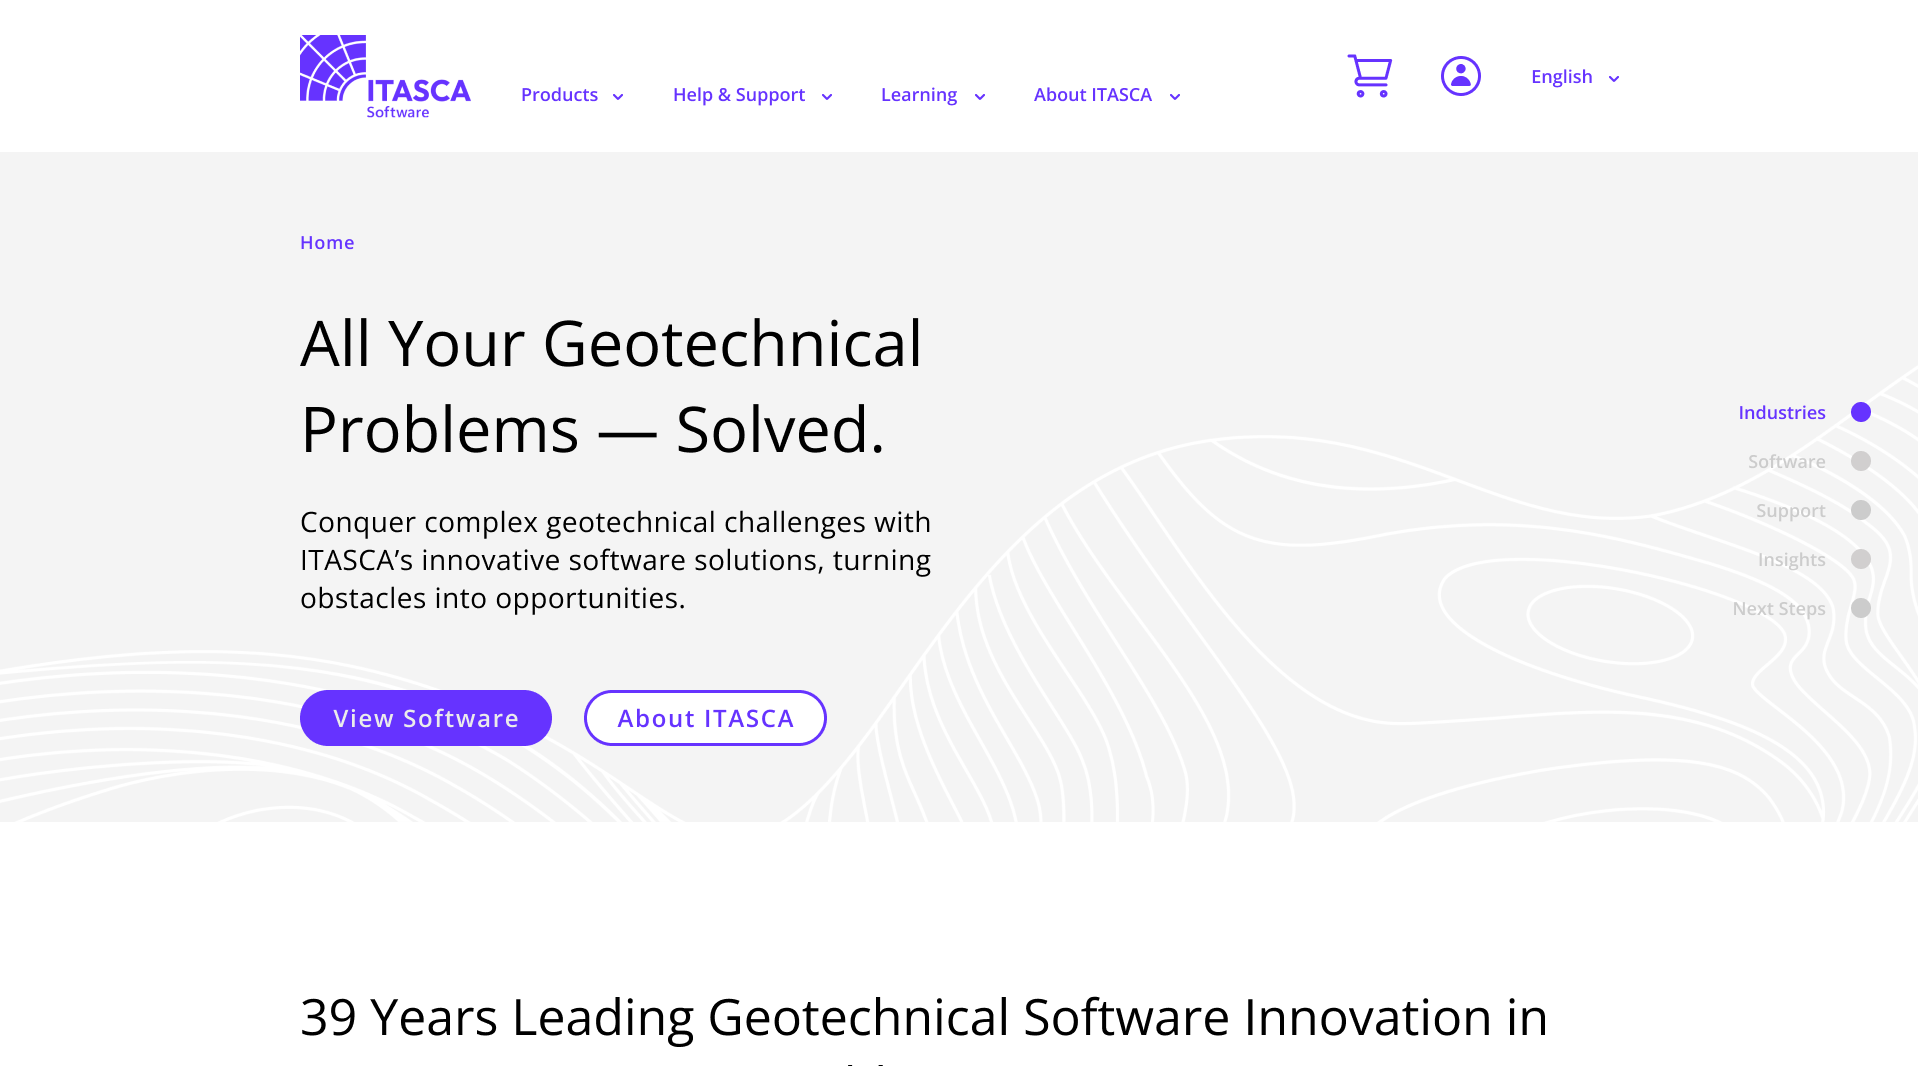 ITASCA
Software
Products
Help & Support
Learning
About ITASCA
English
Home
All Your Geotechnical
Problems — Solved.
Conquer complex geotechnical challenges with
ITASCA’s innovative software solutions, turning
obstacles into opportunities.
View Software
About ITASCA
Industries
Software
Support
Insights
Next Steps
39 Years Leading Geotechnical Software Innovation in